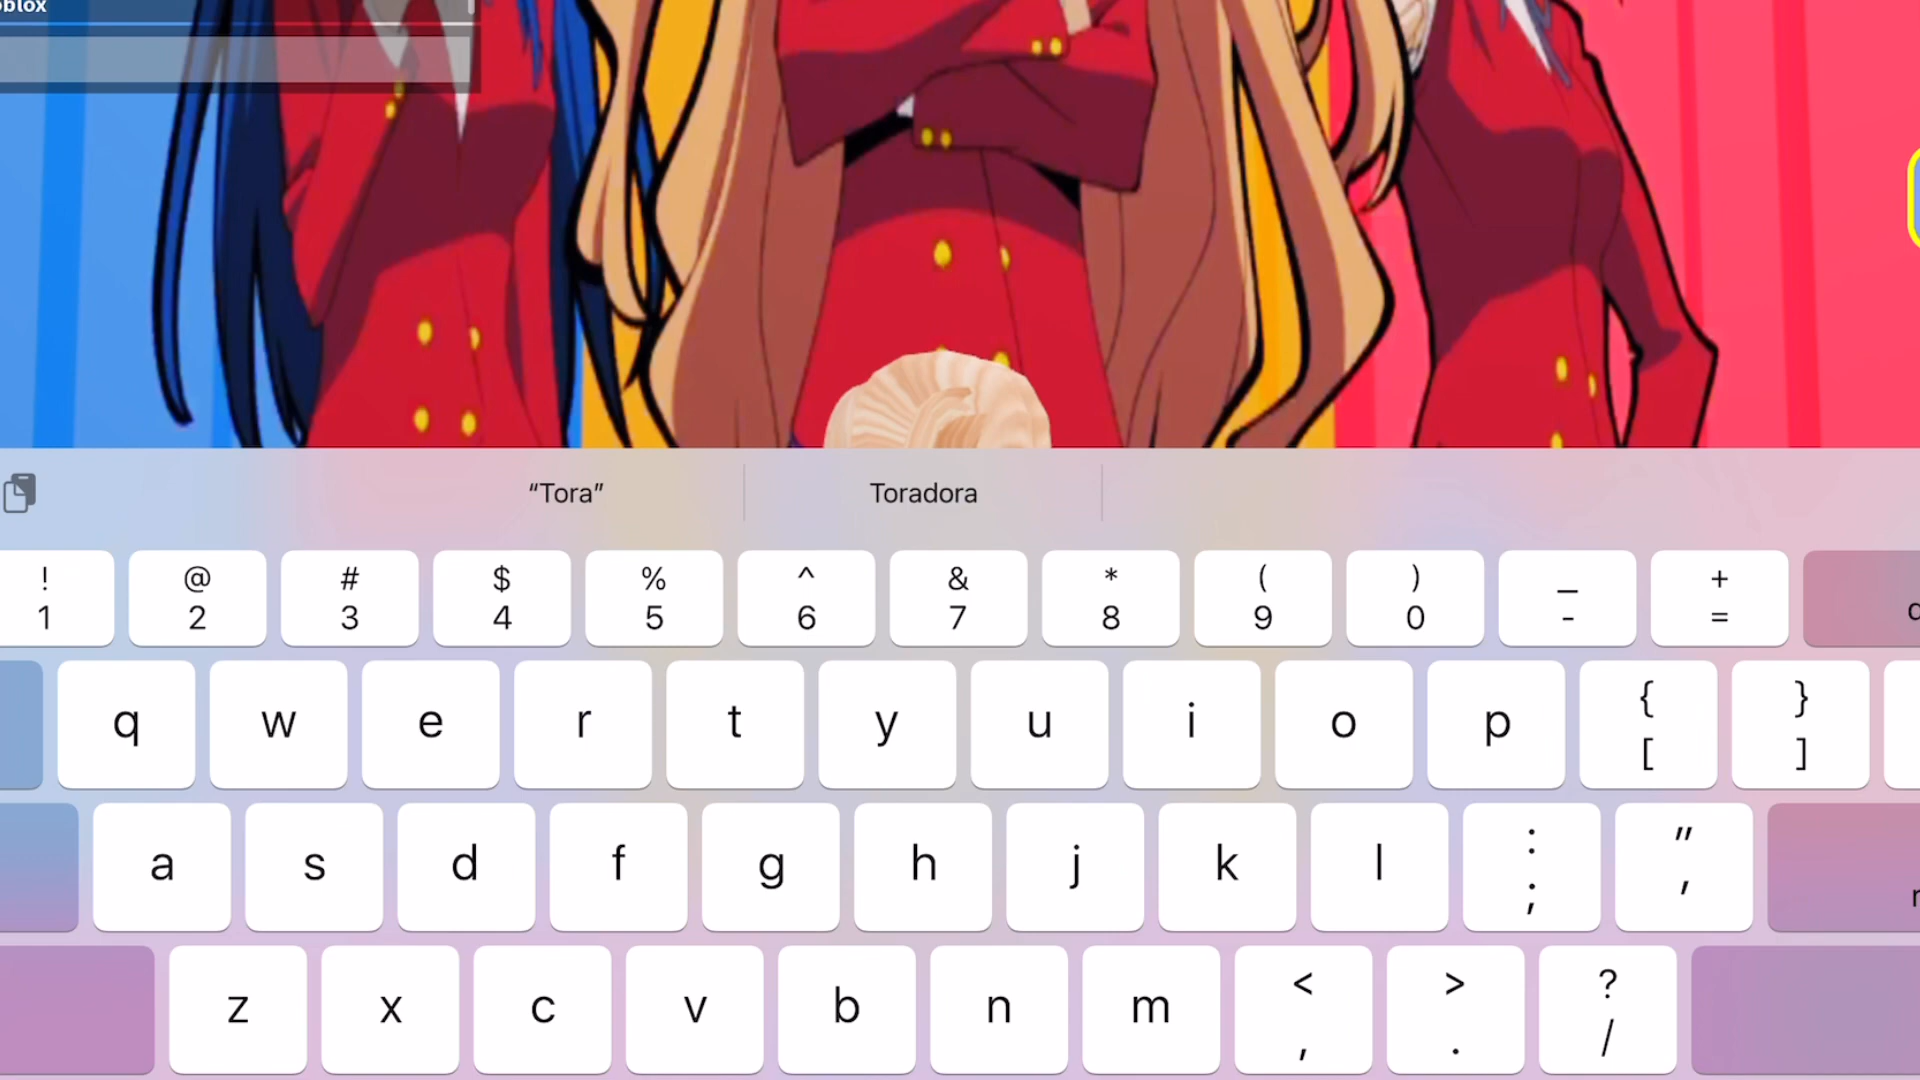 oblox
“Tora” Toradora
! @ # $ % ^ & * ( ) _ +
1 2 3 4 5 6 7 8 9 0 - =
q w e r t y u i o p { [ } ]
a s d f g h j k l : ; " '
z x c v b n m < , > . ? /